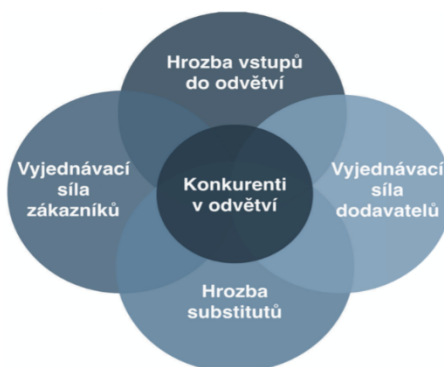 Hrozba vstupů
do odvětví
Vyjednávací
síla
zákazníků
Konkurenti
v odvětví
Vyjednávací
síla
dodavatelů
Hrozba
substitutů